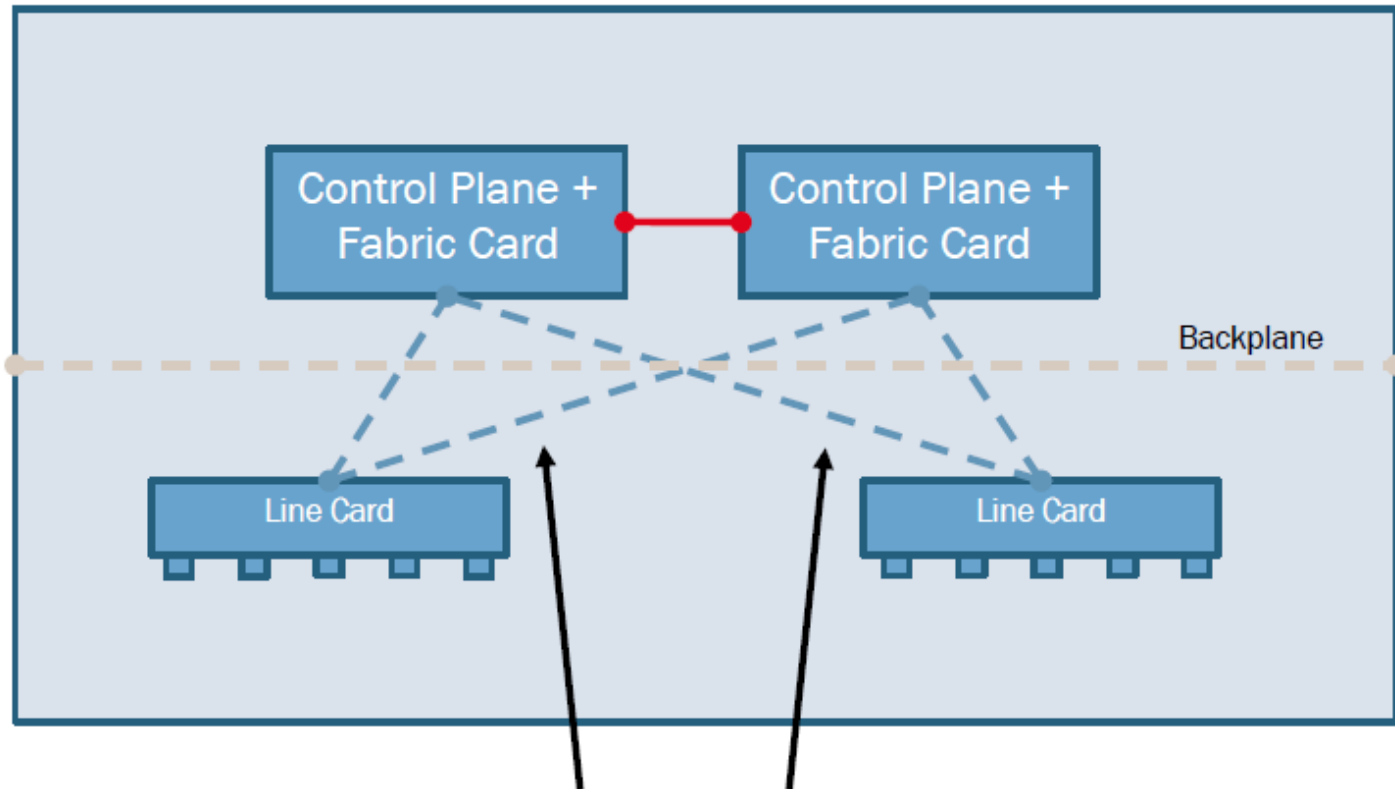 Control Plane +
Fabric Card
Control Plane +
Fabric Card
Backplane
Line Card
Line Card